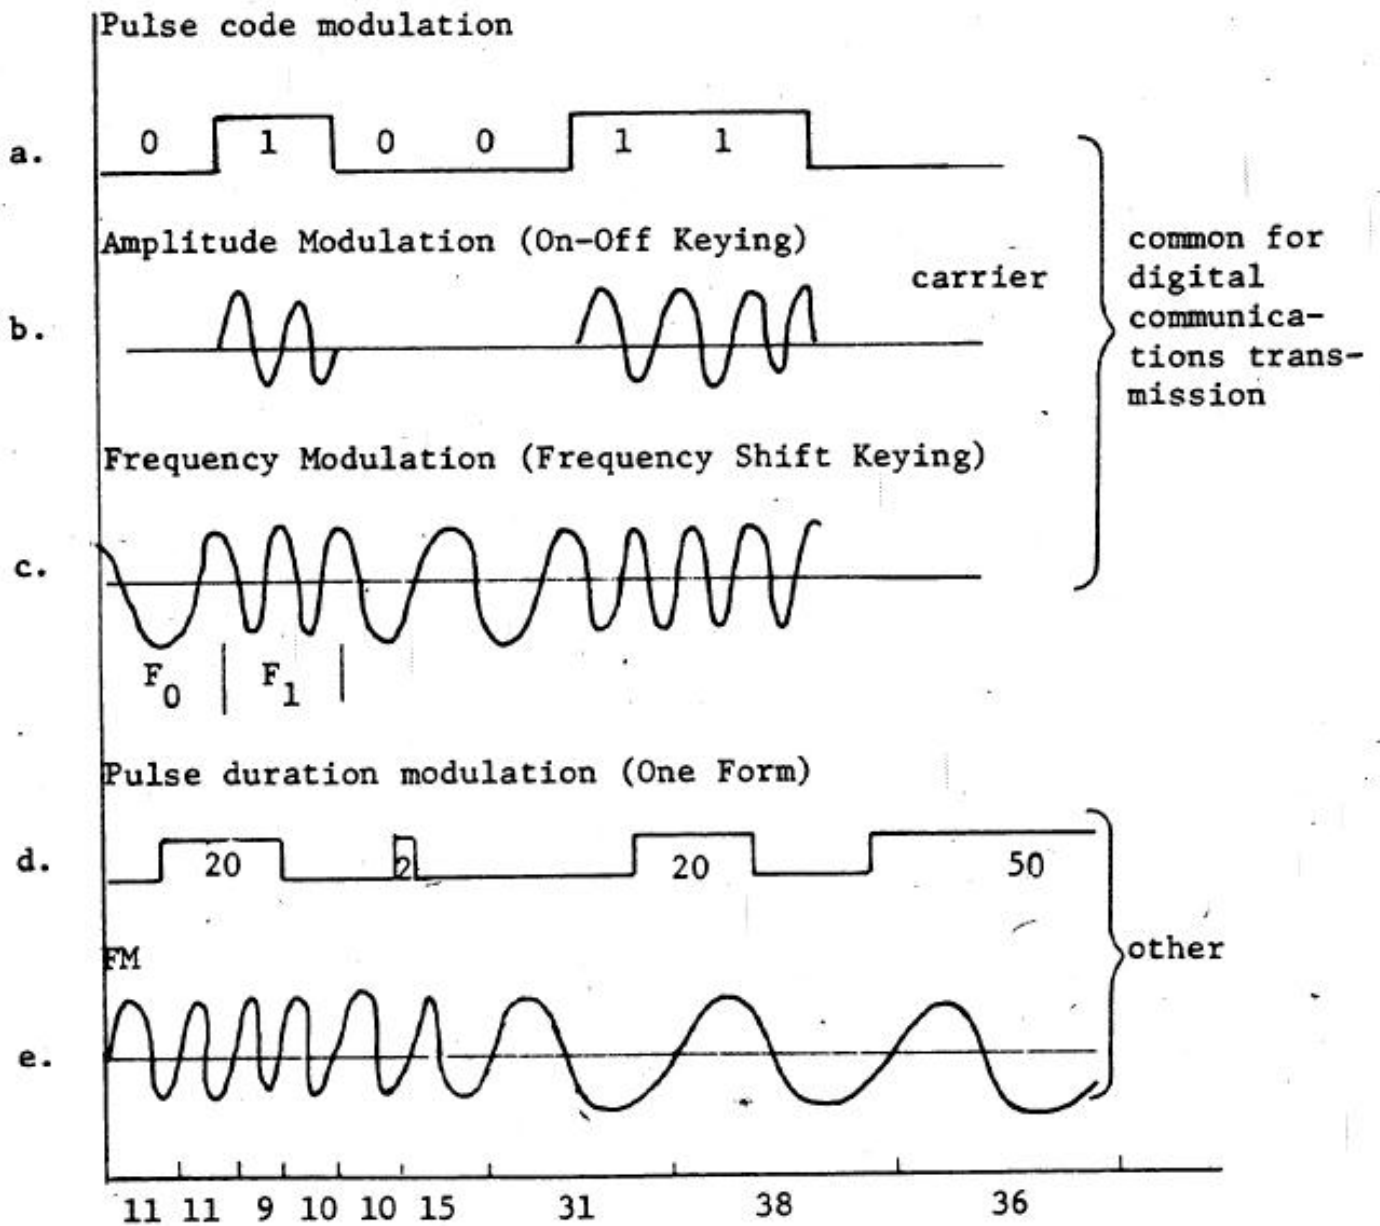 Pulse code modulation
a. 0 1 0 0 1 1
Amplitude Modulation (On-Off Keying)
carrier
b.
common for
digital
communica-
tions trans-
mission
Frequency Modulation (Frequency Shift Keying)
c.
F0 F1
Pulse duration modulation (One Form)
d. 20 2 20 50
FM
other
e.
11 11 9 10 10 15 31 38 36